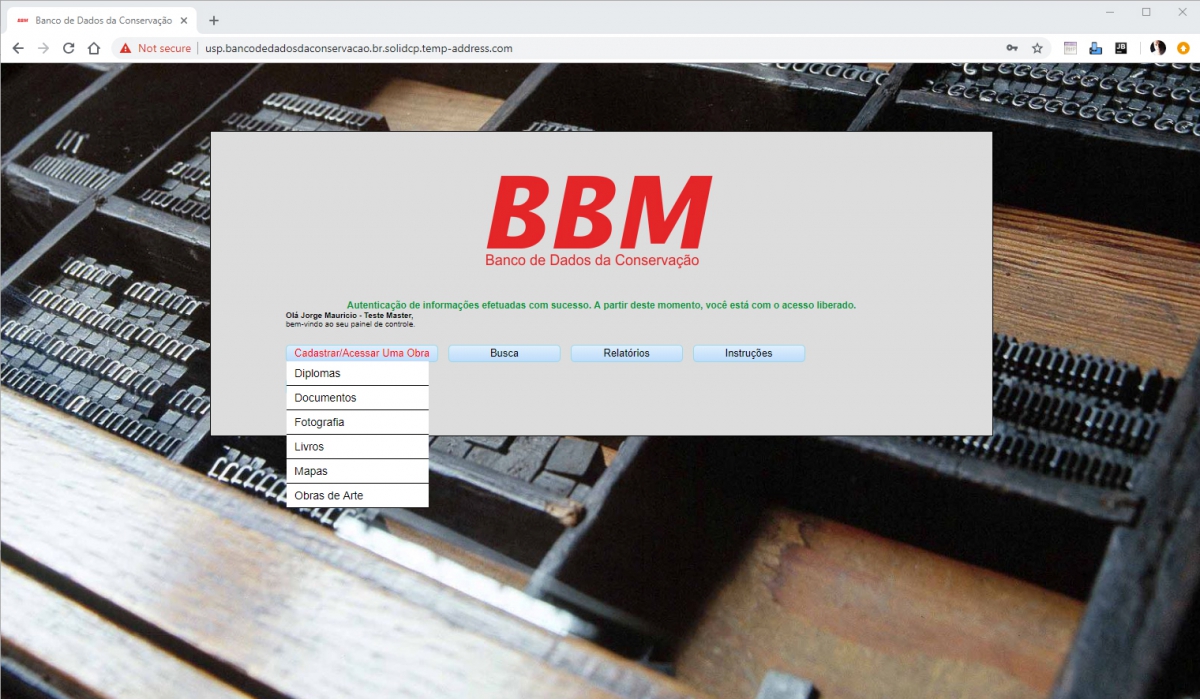 BBM
Banco de Dados da Conservação
Not secure
usp.bancodedadosdaconservacao.br.solidcp.temp-address.com
JB
BBM
Banco de Dados da Conservação
Autenticação de informações efetuadas com sucesso. A partir deste momento, você está com o acesso liberado.
Olá Jorge Mauricio - Teste Master,
bem-vindo ao seu painel de controle.
Cadastrar/Acessar Uma Obra
Busca
Relatórios
Instruções
Diplomas
Documentos
Fotografia
Livros
Mapas
Obras de Arte